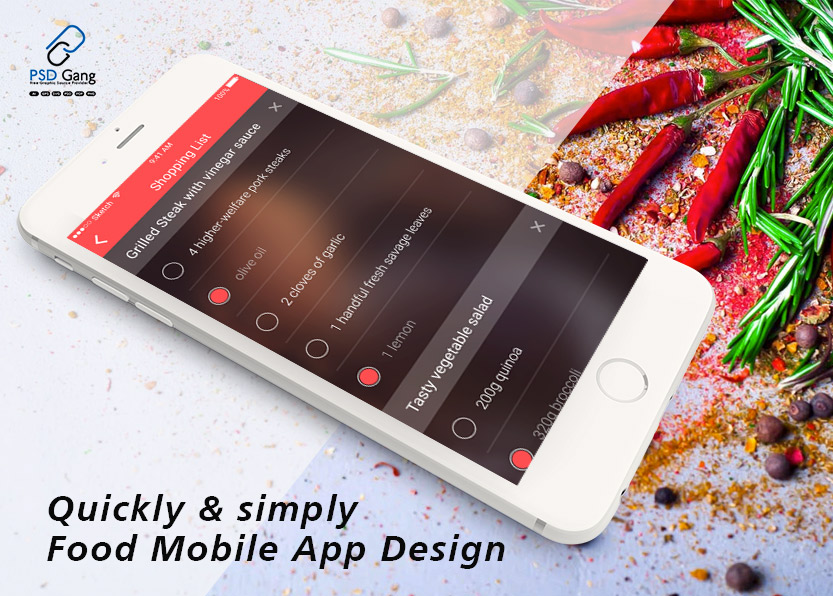 PSD Gang
Free Graphic Source Provider
Sketch
9:41 AM
100%
Shopping List
Grilled Steak with vinegar sauce
4 higher-welfare pork steaks
olive oil
2 cloves of garlic
1 handful fresh savage leaves
1 lemon
Tasty vegetable salad
200g quinoa
320g broccoli
Quickly & simply
Food Mobile App Design